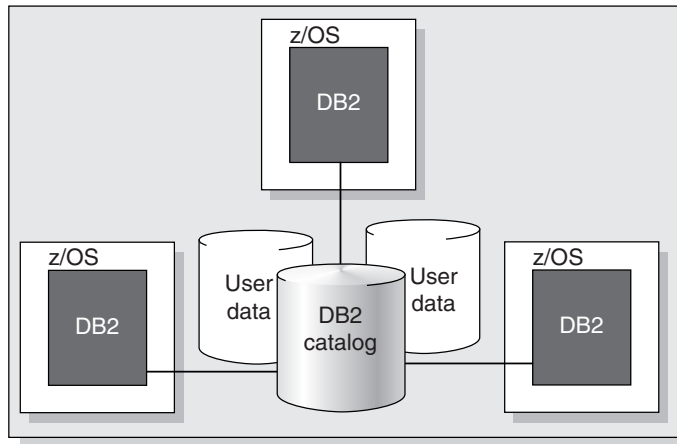 z/OS
DB2
z/OS
DB2
User
data
DB2
catalog
User
data
z/OS
DB2